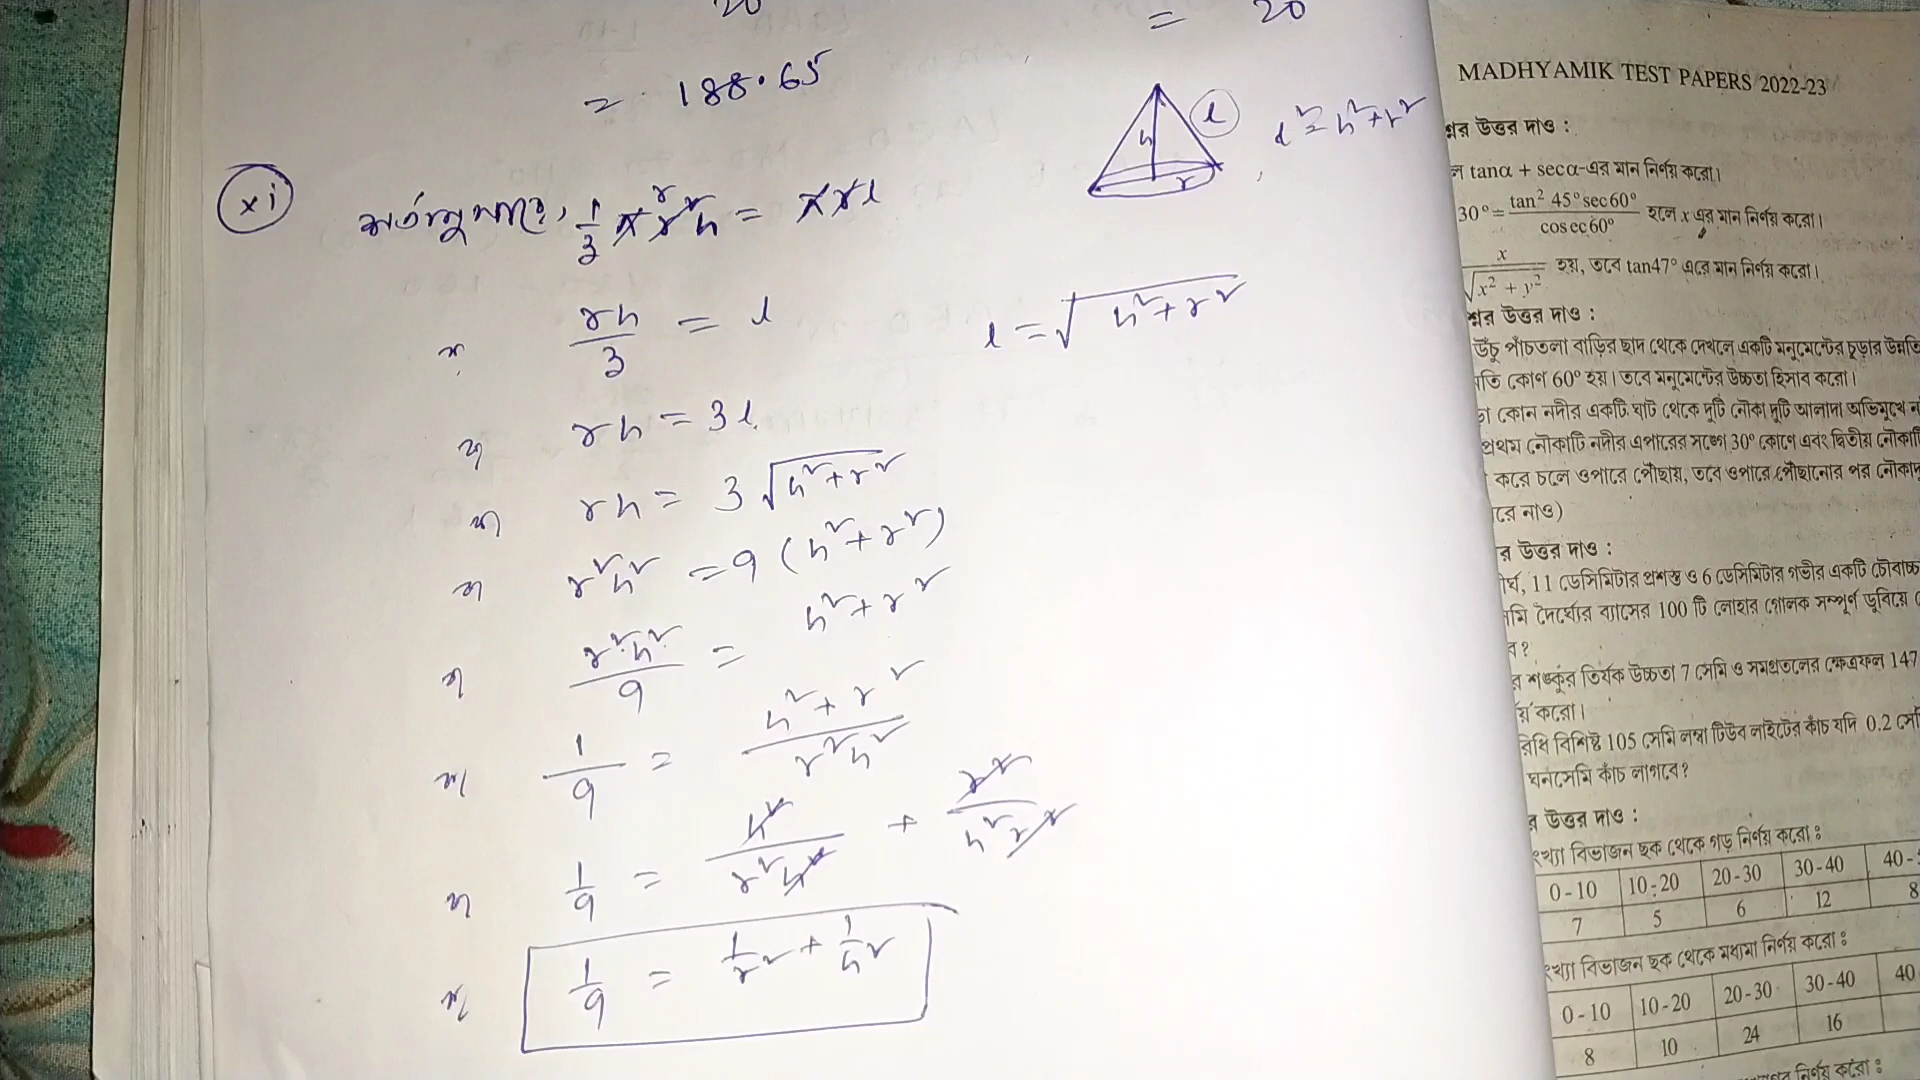 20
= 20
= 188.65
l² = h² + r²
h l r
(xi) শর্তানুসারে, 1/3 πr²h = πrl
বা, rh/3 = l
l = √(h² + r²)
বা, rh = 3l
বা, rh = 3√(h² + r²)
বা, r²h² = 9 (h² + r²)
বা, r²h²/9 = h² + r²
বা, 1/9 = (h² + r²)/(r²h²)
বা, 1/9 = h²/(r²h²) + r²/(h²r²)
বা, 1/9 = 1/r² + 1/h²
MADHYAMIK TEST PAPERS 2022-23
উত্তর দাও :
tanα + secα-এর মান নির্ণয় করো।
30° = tan² 45° sec 60° / cosec 60° হলে x এর মান নির্ণয় করো।
x/√(x² + y²) হয়, তবে tan47° এরে মান নির্ণয় করো।
উত্তর দাও :
উঁচু পাঁচতলা বাড়ির ছাদ থেকে দেখলে একটি মনুমেন্টের চূড়ার উন্নতি
কোণ 60° হয়। তবে মনুমেন্টের উচ্চতা হিসাব করো।
কোন নদীর একটি ঘাট থেকে দুটি নৌকা দুটি আলাদা অভিমুখে
প্রথম নৌকাটি নদীর এপারের সঙ্গে 30° কোণে এবং দ্বিতীয় নৌকাটি
করে চলে ওপারে পৌঁছায়, তবে ওপারে পৌঁছানোর পর
নাও)
উত্তর দাও :
11 ডেসিমিটার প্রশস্ত ও 6 ডেসিমিটার গভীর একটি
দৈর্ঘ্যের ব্যাসের 100 টি লোহার গোলক সম্পূর্ণ ডুবিয়ে
?
শঙ্কুর তির্যক উচ্চতা 7 সেমি ও সমগ্রতলের ক্ষেত্রফল 147
করো।
বিশিষ্ট 105 সেমি লম্বা টিউব লাইটের কাঁচ যদি 0.2
ঘনসেমি কাঁচ লাগবে?
উত্তর দাও :
বিভাজন ছক থেকে গড় নির্ণয় করো :
0-10 10-20 20-30 30-40 40-
7 5 6 12 8
বিভাজন ছক থেকে মধ্যমা নির্ণয় করো :
0-10 10-20 20-30 30-40 40
8 10 24 16
নির্ণয় করো :